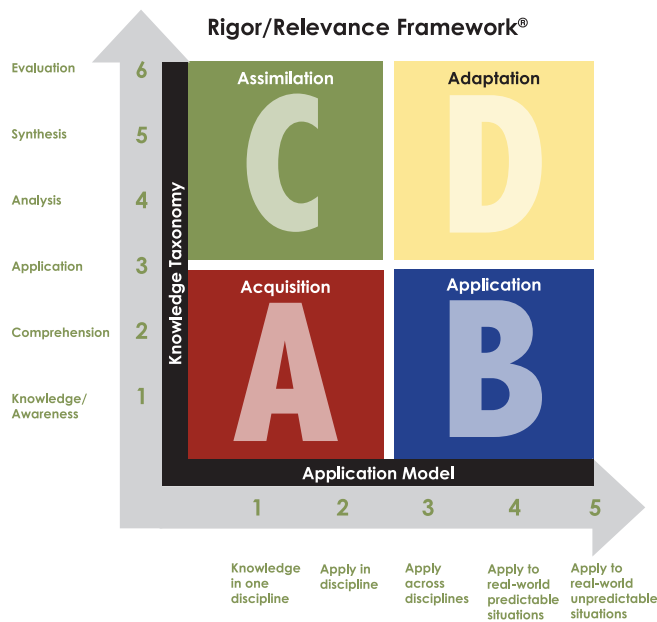 Rigor/Relevance Framework®
Evaluation 6
Synthesis 5
Analysis 4
Application 3
Comprehension 2
Knowledge/
Awareness 1
Knowledge Taxonomy
Assimilation
C
Adaptation
D
Acquisition
A
Application
B
Application Model
1 2 3 4 5
Knowledge
in one
discipline
Apply in
discipline
Apply
across
disciplines
Apply to
real-world
predictable
situations
Apply to
real-world
unpredictable
situations